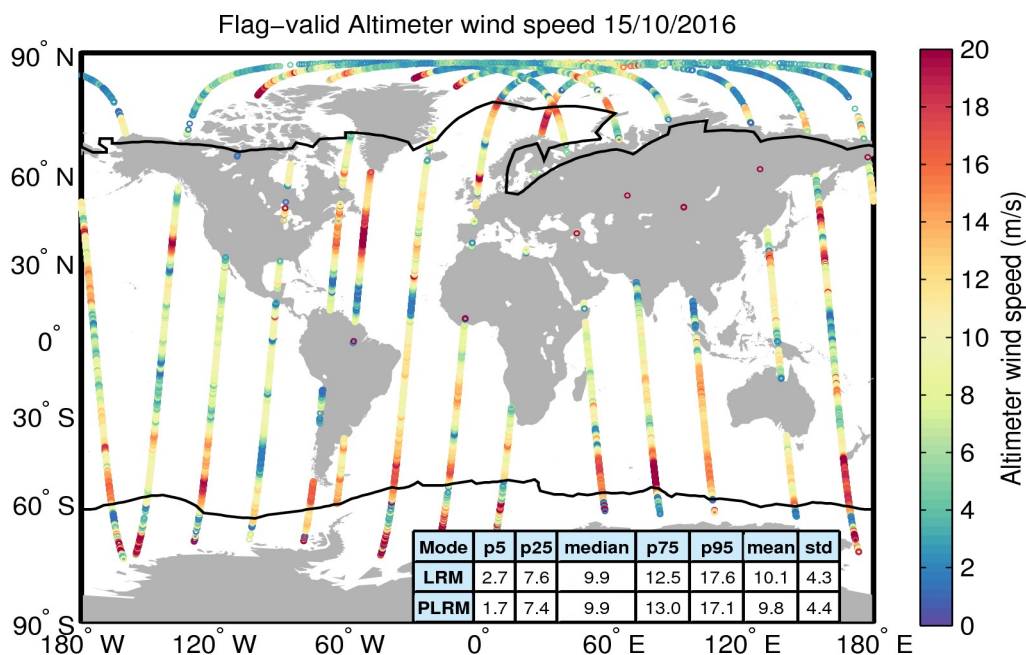 Flag-valid Altimeter wind speed 15/10/2016
90° N
60° N
30° N
0°
30° S
60° S
90° S
180° W
120° W
60° W
0°
60° E
120° E
180° E
Mode p5 p25 median p75 p95 mean std
LRM 2.7 7.6 9.9 12.5 17.6 10.1 4.3
PLRM 1.7 7.4 9.9 13.0 17.1 9.8 4.4
20
18
16
14
12
10
8
6
4
2
0
Altimeter wind speed (m/s)